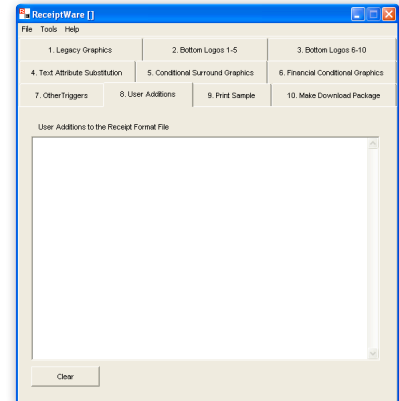 ReceiptWare []
File Tools Help
1. Legacy Graphics 2. Bottom Logos 1-5 3. Bottom Logos 6-10
4. Text Attribute Substitution 5. Conditional Surround Graphics 6. Financial Conditional Graphics
7. OtherTriggers 8. User Additions 9. Print Sample 10. Make Download Package
User Additions to the Receipt Format File
Clear